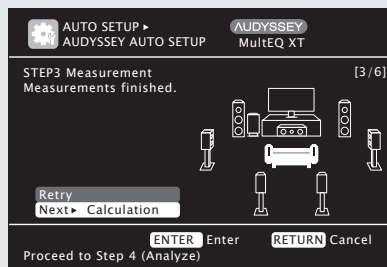 AUTO SETUP ▸
AUDYSSEY AUTO SETUP
AUDYSSEY
MultEQ XT
STEP3 Measurement
[3/6]
Measurements finished.
Retry
Next▸ Calculation
ENTER Enter
RETURN Cancel
Proceed to Step 4 (Analyze)